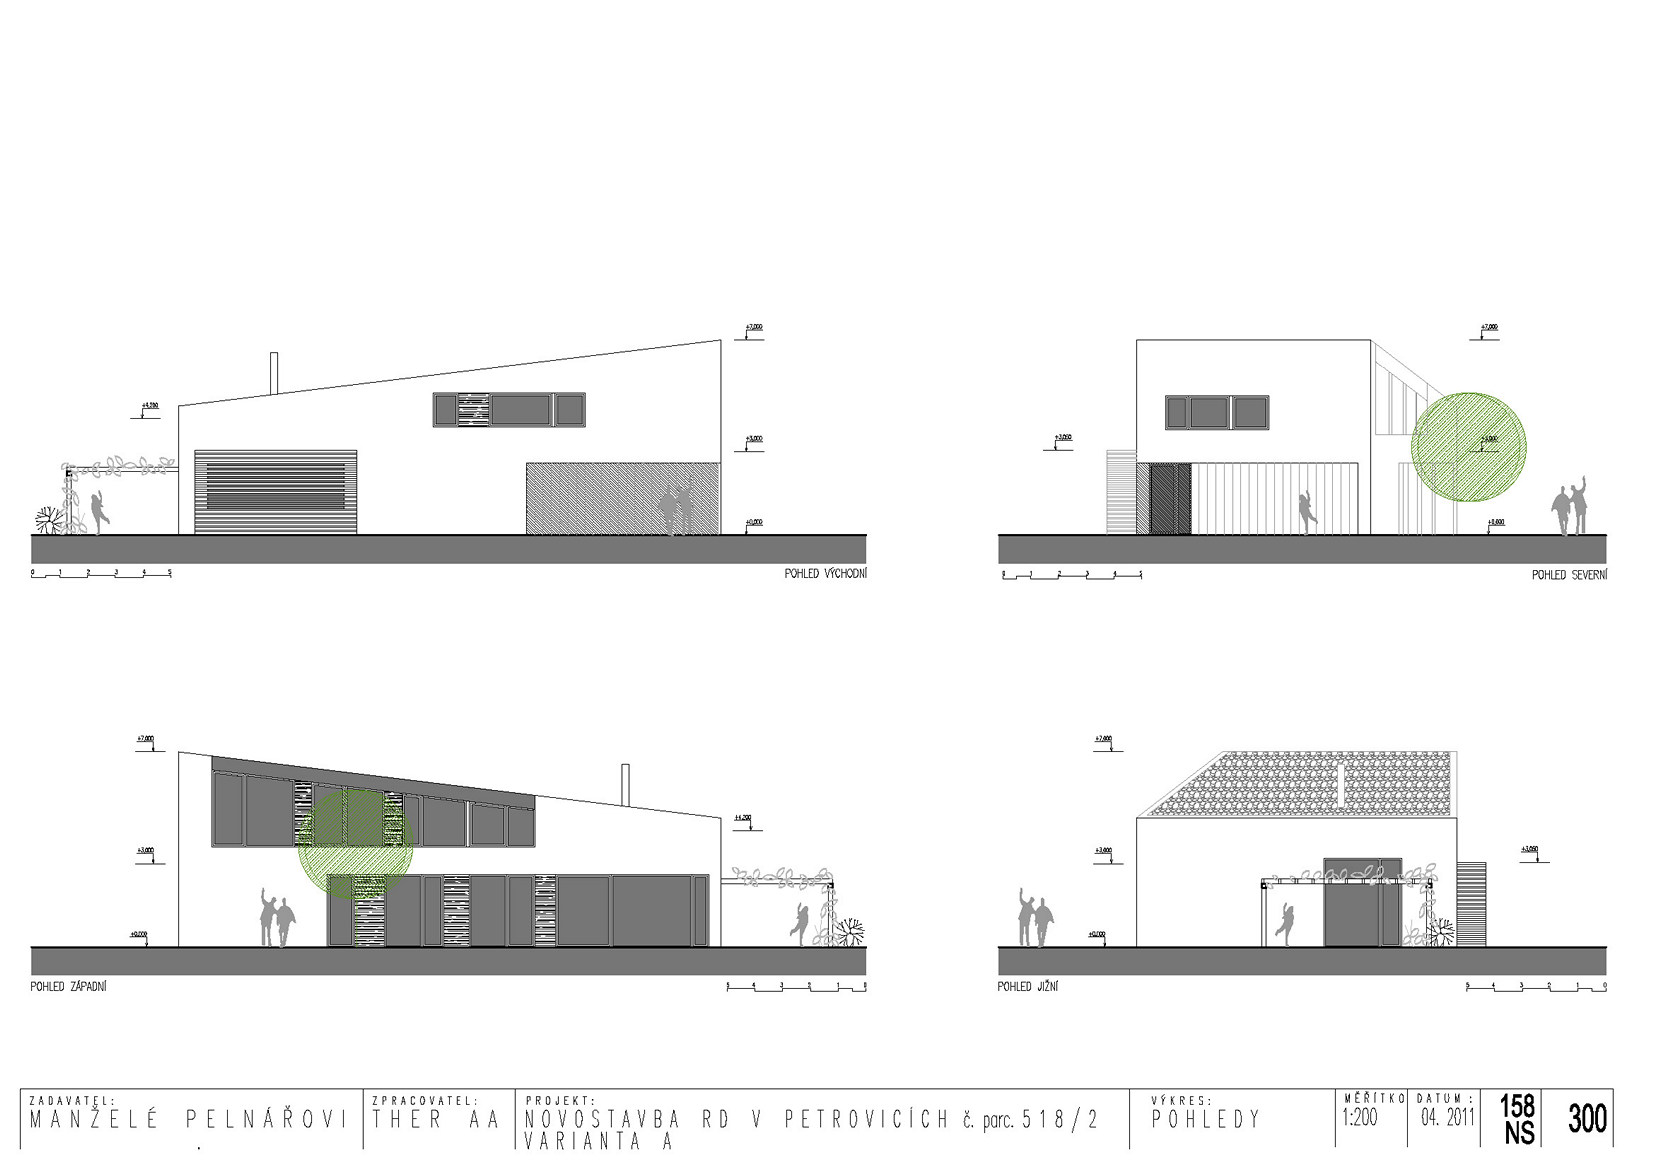 +7,000
+4,200
+3,000
+0,000
0 1 2 3 4 5
POHLED VÝCHODNÍ
+7,000
+3,050
+3,000
+0,000
0 1 2 3 4 5
POHLED SEVERNÍ
+7,000
+4,200
+3,000
+0,000
POHLED ZÁPADNÍ
5 4 3 2 1 0
+7,000
+3,000
+3,050
+0,000
POHLED JIŽNÍ
5 4 3 2 1 0
ZADAVATEL:
MANŽELÉ PELNÁŘOVI
ZPRACOVATEL:
THER AA
PROJEKT:
NOVOSTAVBA RD V PETROVICÍCH č. parc. 518/2
VARIANTA A
VÝKRES:
POHLEDY
MĚŘÍTKO
1:200
DATUM :
04. 2011
158
NS
300